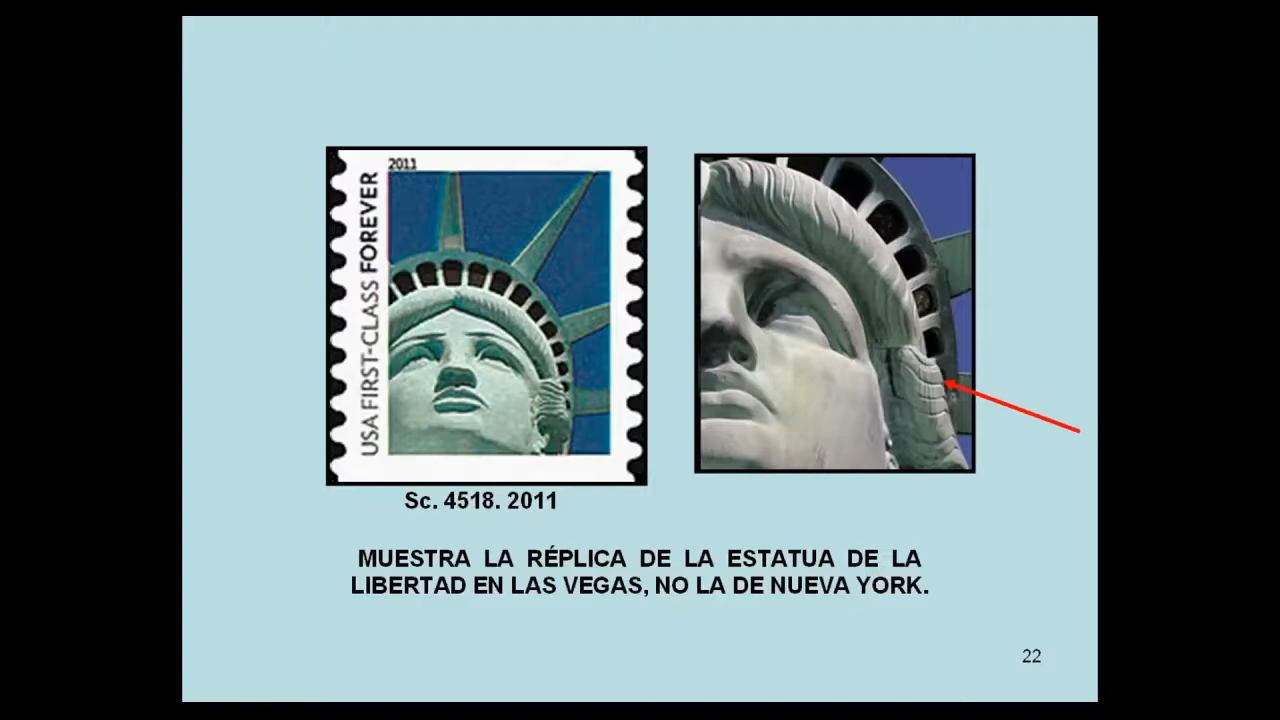 2011
USA FIRST-CLASS FOREVER
Sc. 4518. 2011
MUESTRA LA RÉPLICA DE LA ESTATUA DE LA
LIBERTAD EN LAS VEGAS, NO LA DE NUEVA YORK.
22